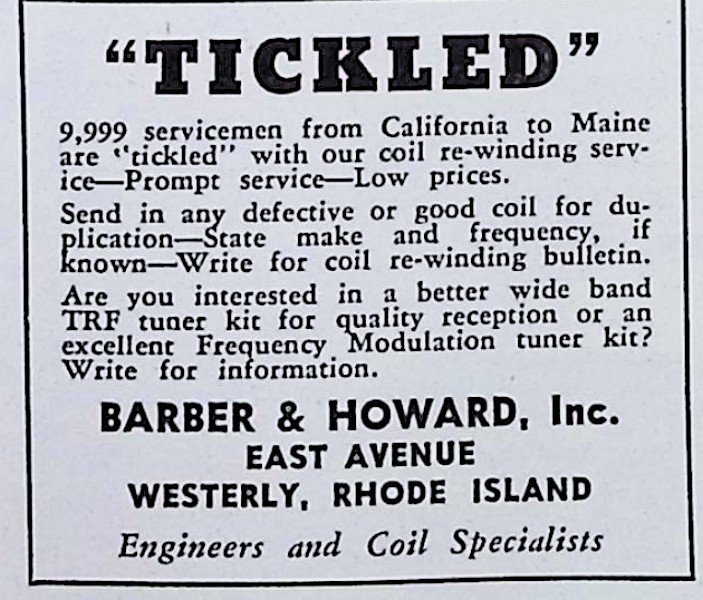 “TICKLED”
9,999 servicemen from California to Maine
are “tickled” with our coil re-winding serv-
ice—Prompt service—Low prices.
Send in any defective or good coil for du-
plication—State make and frequency, if
known—Write for coil re-winding bulletin.
Are you interested in a better wide band
TRF tuner kit for quality reception or an
excellent Frequency Modulation tuner kit?
Write for information.
BARBER & HOWARD, Inc.
EAST AVENUE
WESTERLY, RHODE ISLAND
Engineers and Coil Specialists